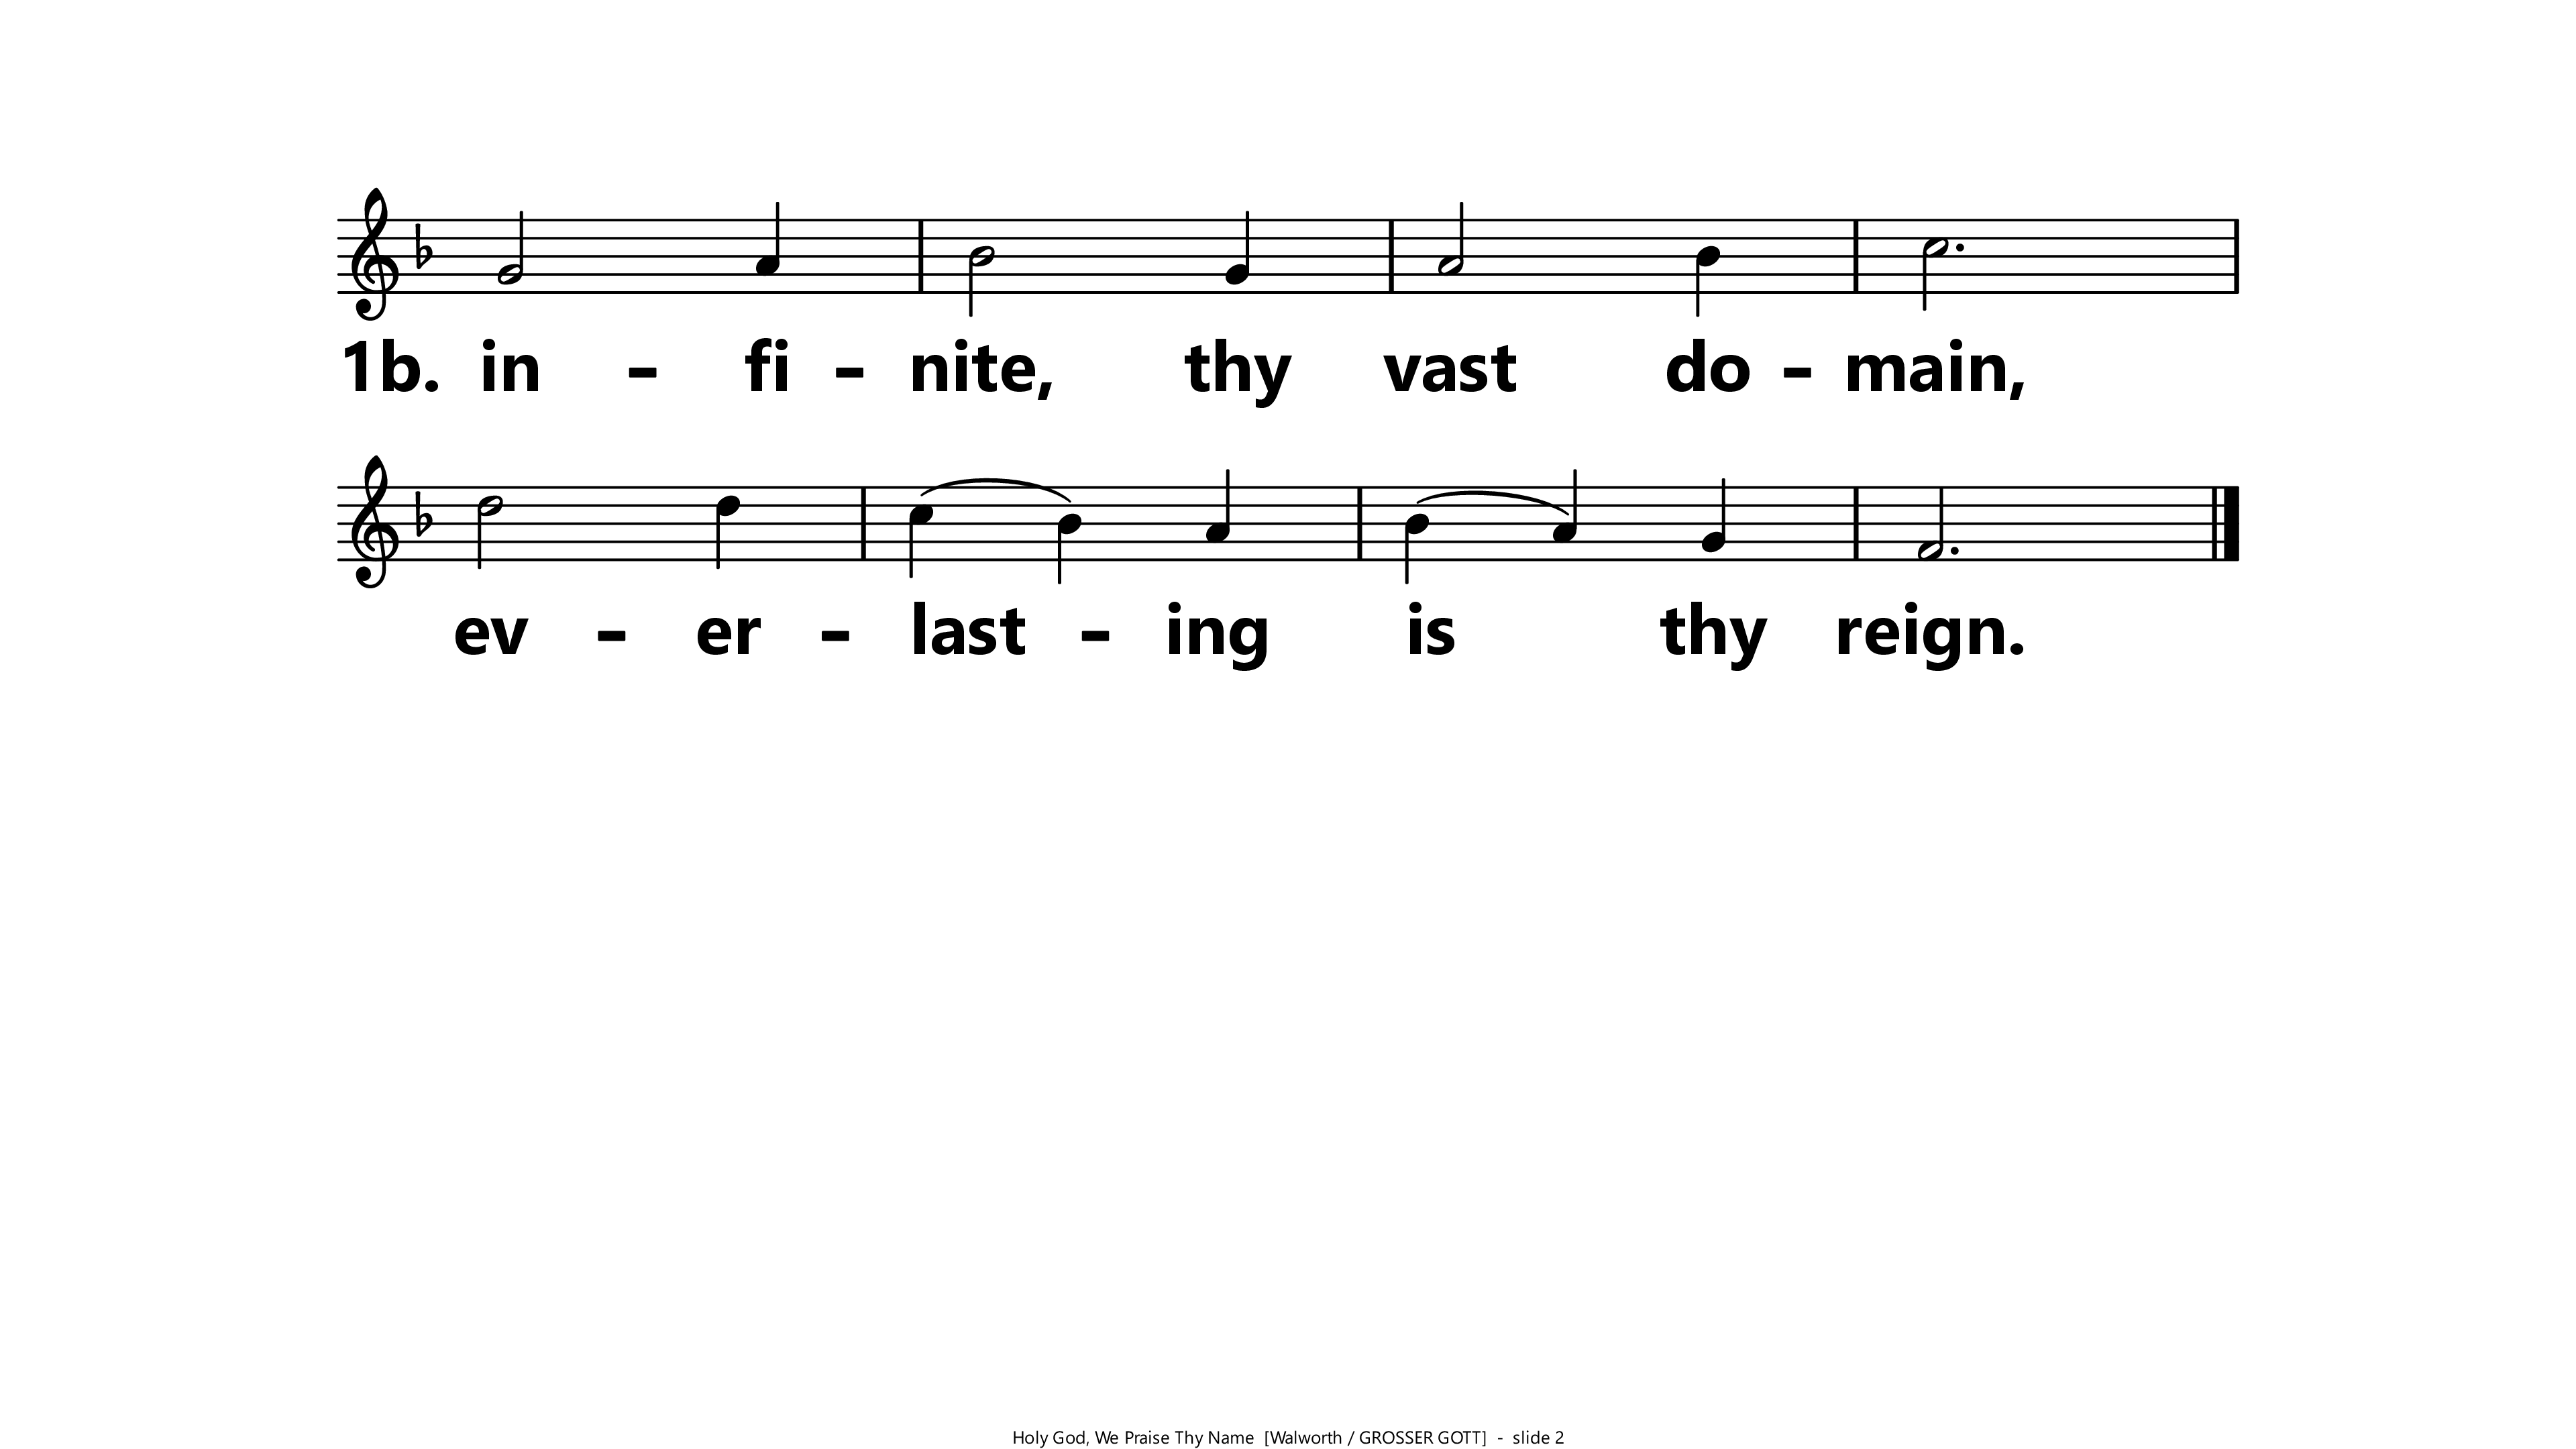 1b. in - fi - nite, thy vast do - main,
ev - er - last - ing is thy reign.
Holy God, We Praise Thy Name [Walworth / GROSSER GOTT] - slide 2